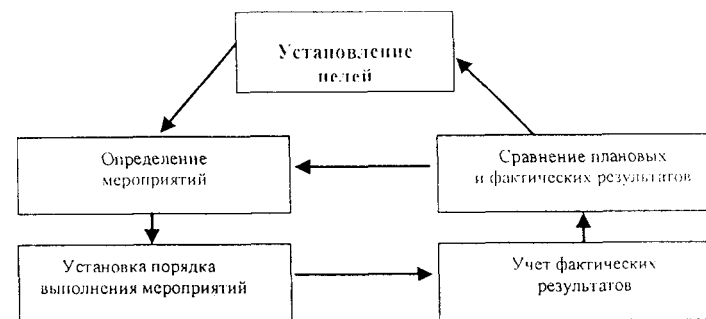 Установление
целей
Определение
мероприятий
Сравнение плановых
и фактических результатов
Установка порядка
выполнения мероприятий
Учет фактических
результатов